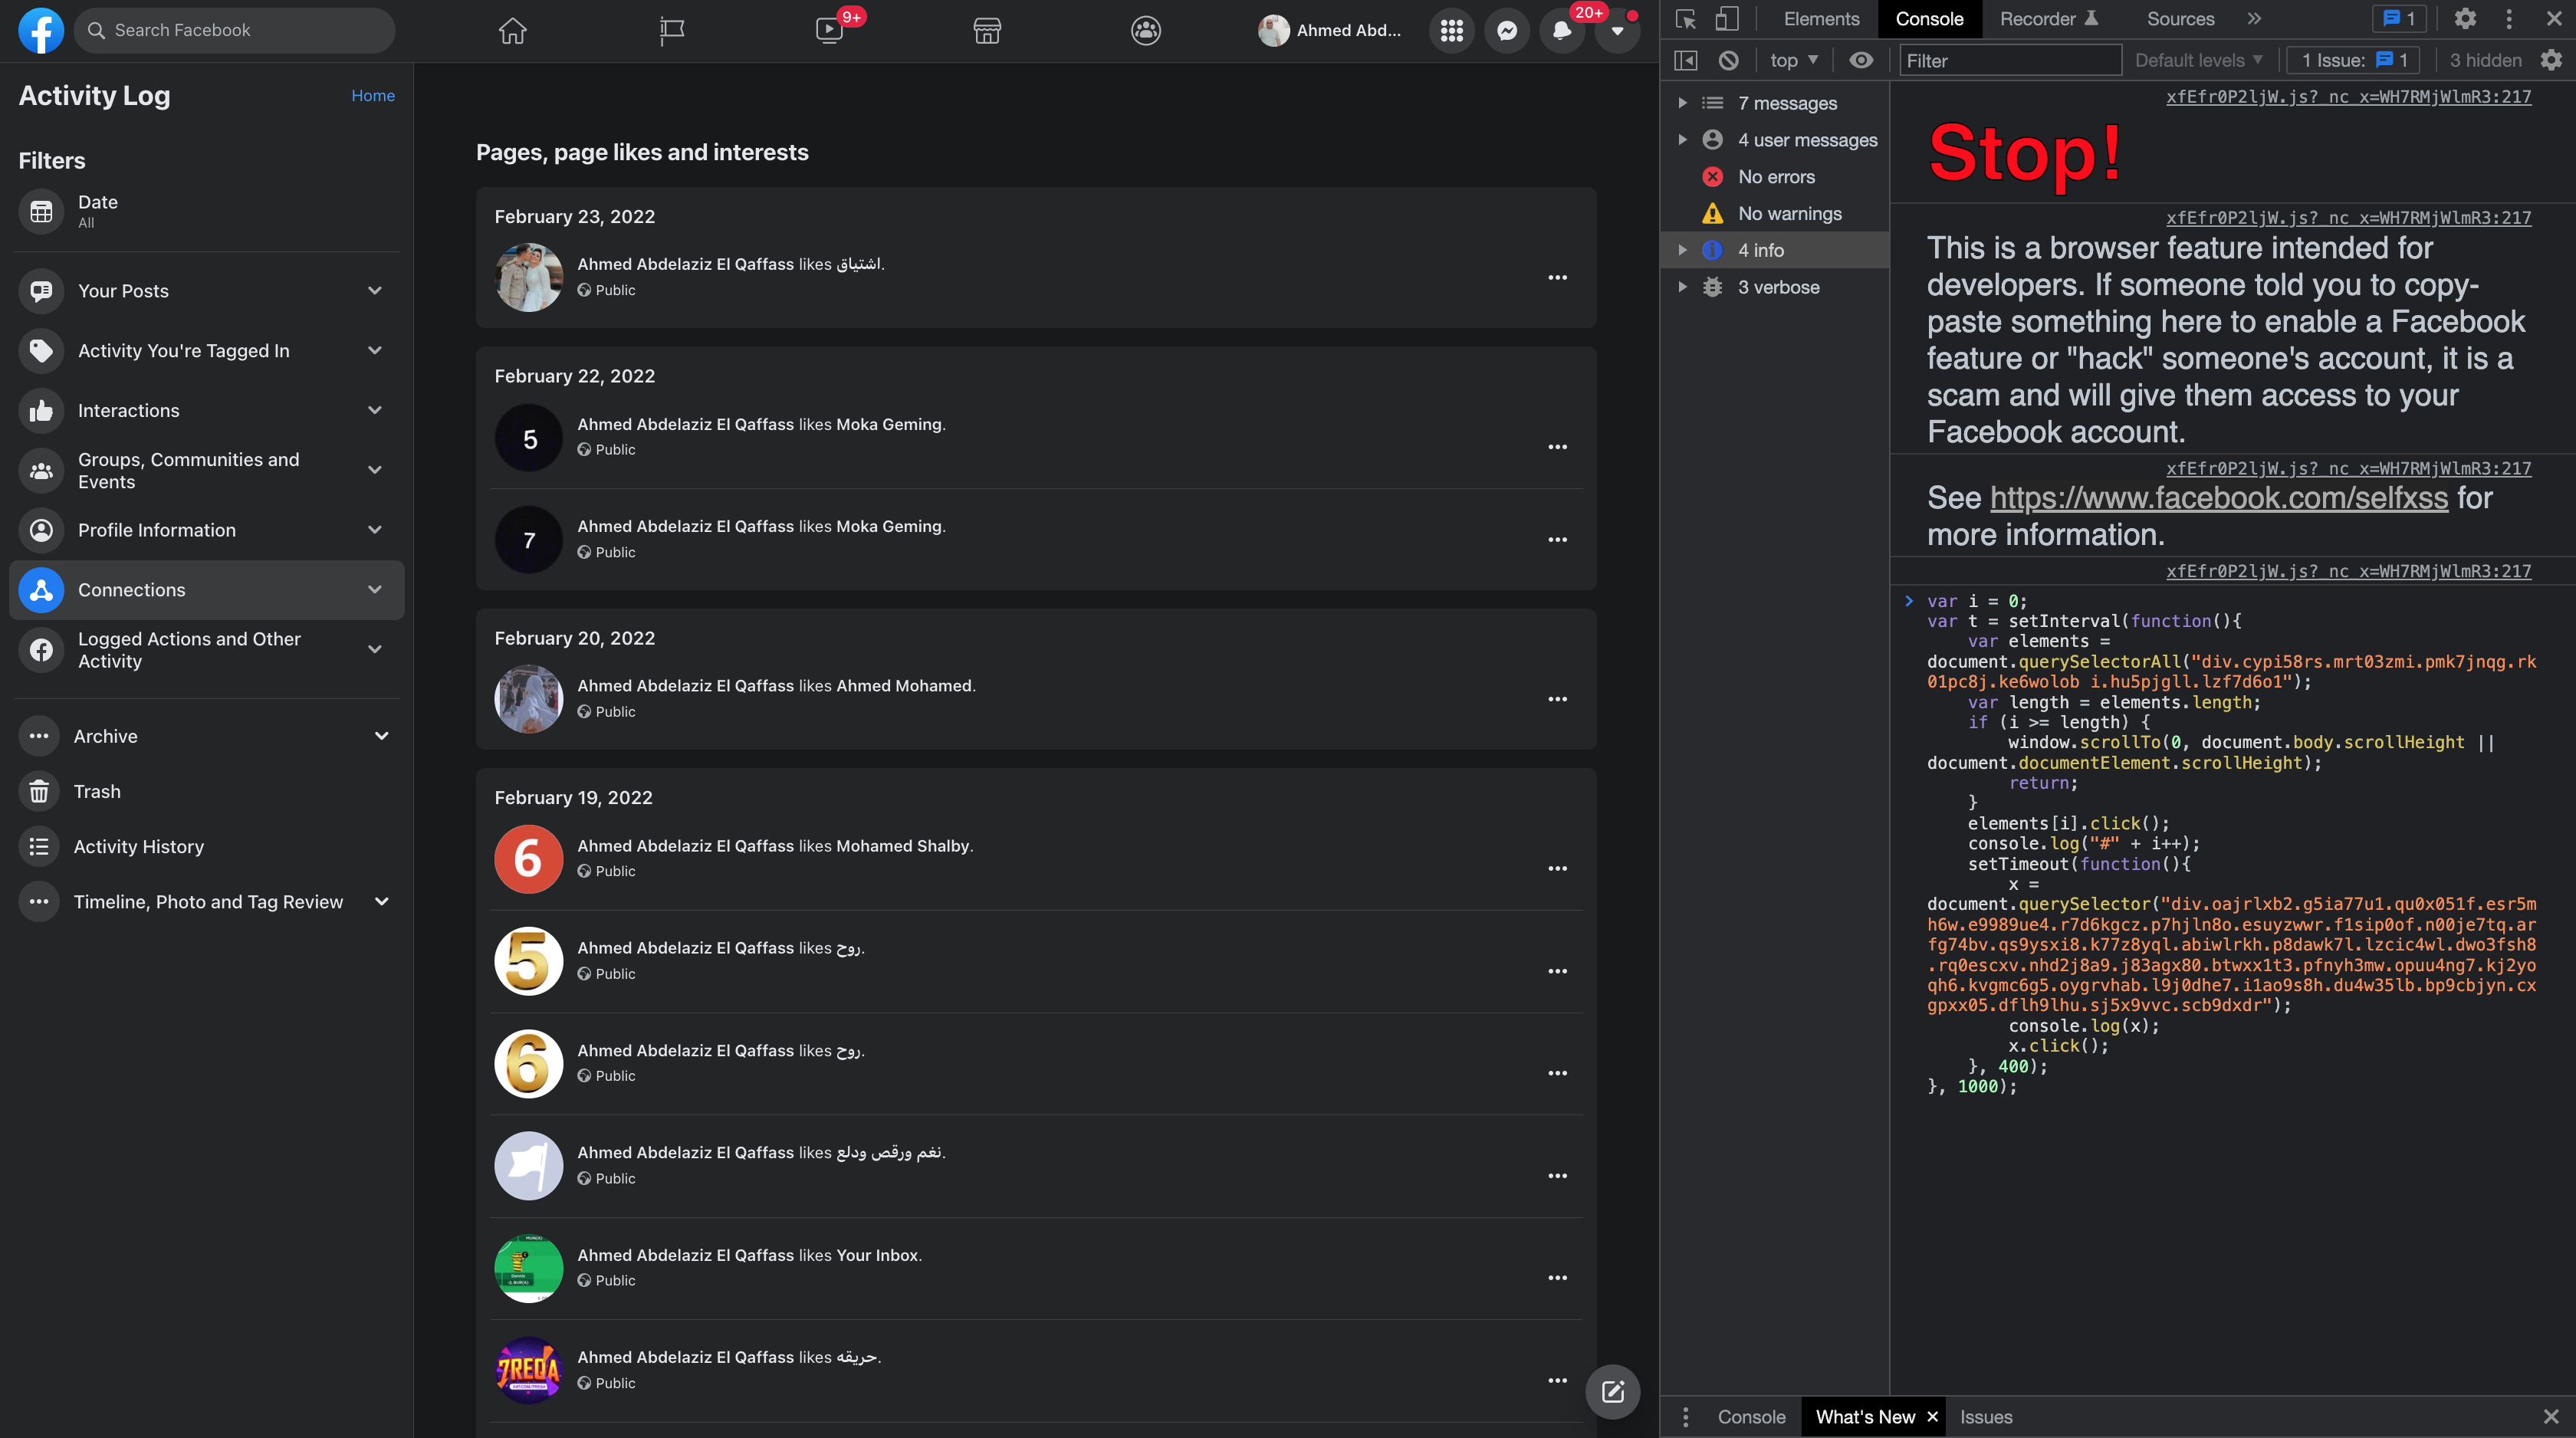 Search Facebook
9+
Ahmed Abd...
20+
Activity Log
Home
Filters
Date
All
Your Posts
Activity You're Tagged In
Interactions
Groups, Communities and
Events
Profile Information
Connections
Logged Actions and Other
Activity
Archive
Trash
Activity History
Timeline, Photo and Tag Review
Pages, page likes and interests
February 23, 2022
Ahmed Abdelaziz El Qaffass likes اشتياق.
Public
February 22, 2022
5
Ahmed Abdelaziz El Qaffass likes Moka Geming.
Public
7
Ahmed Abdelaziz El Qaffass likes Moka Geming.
Public
February 20, 2022
Ahmed Abdelaziz El Qaffass likes Ahmed Mohamed.
Public
February 19, 2022
6
Ahmed Abdelaziz El Qaffass likes Mohamed Shalby.
Public
5
Ahmed Abdelaziz El Qaffass likes روح.
Public
6
Ahmed Abdelaziz El Qaffass likes روح.
Public
Ahmed Abdelaziz El Qaffass likes نغم ورقص ودلع.
Public
Ahmed Abdelaziz El Qaffass likes Your Inbox.
Public
7REQA
Ahmed Abdelaziz El Qaffass likes حريقه.
Public
Elements
Console
Recorder
Sources
1
top
Filter
Default levels
1 Issue: 1
3 hidden
7 messages
4 user messages
No errors
No warnings
4 info
3 verbose
xfEfr0P2ljW.js?_nc_x=WH7RMjWlmR3:217
Stop!
xfEfr0P2ljW.js?_nc_x=WH7RMjWlmR3:217
This is a browser feature intended for
developers. If someone told you to copy-
paste something here to enable a Facebook
feature or "hack" someone's account, it is a
scam and will give them access to your
Facebook account.
xfEfr0P2ljW.js?_nc_x=WH7RMjWlmR3:217
See https://www.facebook.com/selfxss for
more information.
xfEfr0P2ljW.js?_nc_x=WH7RMjWlmR3:217
var i = 0;
var t = setInterval(function(){
var elements =
document.querySelectorAll("div.cypi58rs.mrt03zmi.pmk7jnqg.rk
01pc8j.ke6wolob i.hu5pjgll.lzf7d6o1");
var length = elements.length;
if (i >= length) {
window.scrollTo(0, document.body.scrollHeight ||
document.documentElement.scrollHeight);
return;
}
elements[i].click();
console.log("#" + i++);
setTimeout(function(){
x =
document.querySelector("div.oajrlxb2.g5ia77u1.qu0x051f.esr5m
h6w.e9989ue4.r7d6kgcz.p7hjln8o.esuyzwwr.f1sip0of.n00je7tq.ar
fg74bv.qs9ysxi8.k77z8yql.abiwlrkh.p8dawk7l.lzcic4wl.dwo3fsh8
.rq0escxv.nhd2j8a9.j83agx80.btwxx1t3.pfnyh3mw.opuu4ng7.kj2yo
qh6.kvgmc6g5.oygrvhab.l9j0dhe7.i1ao9s8h.du4w35lb.bp9cbjyn.cx
gpxx05.dflh9lhu.sj5x9vvc.scb9dxdr");
console.log(x);
x.click();
}, 400);
}, 1000);
Console
What's New
Issues